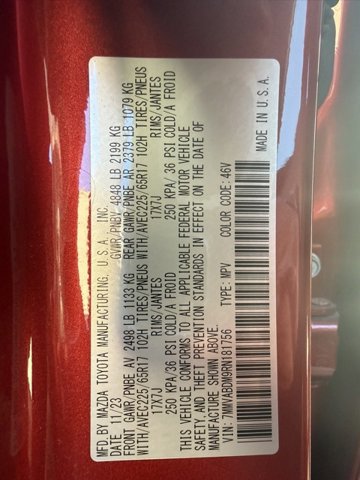 MFD BY MAZDA TOYOTA MANUFACTURING, U.S.A., INC.
DATE 11/23 GVWR/PNBV 4848 LB 2199 KG
FRONT GAWR/PNBE AV 2498 LB 1133 KG REAR GAWR/PNBE AR 2379 LB 1079 KG
WITH/AVEC225/65R17 102H TIRES/PNEUS WITH/AVEC225/65R17 102H TIRES/PNEUS
17X7J RIMS/JANTES 17X7J RIMS/JANTES
250 KPA/36 PSI COLD/A FROID 250 KPA/36 PSI COLD/A FROID
THIS VEHICLE CONFORMS TO ALL APPLICABLE FEDERAL MOTOR VEHICLE
SAFETY AND THEFT PREVENTION STANDARDS IN EFFECT ON THE DATE OF
MANUFACTURE SHOWN ABOVE.
VIN: 7MMVABDM9RN181756 TYPE: MPV COLOR CODE: 46V
MADE IN U.S.A.